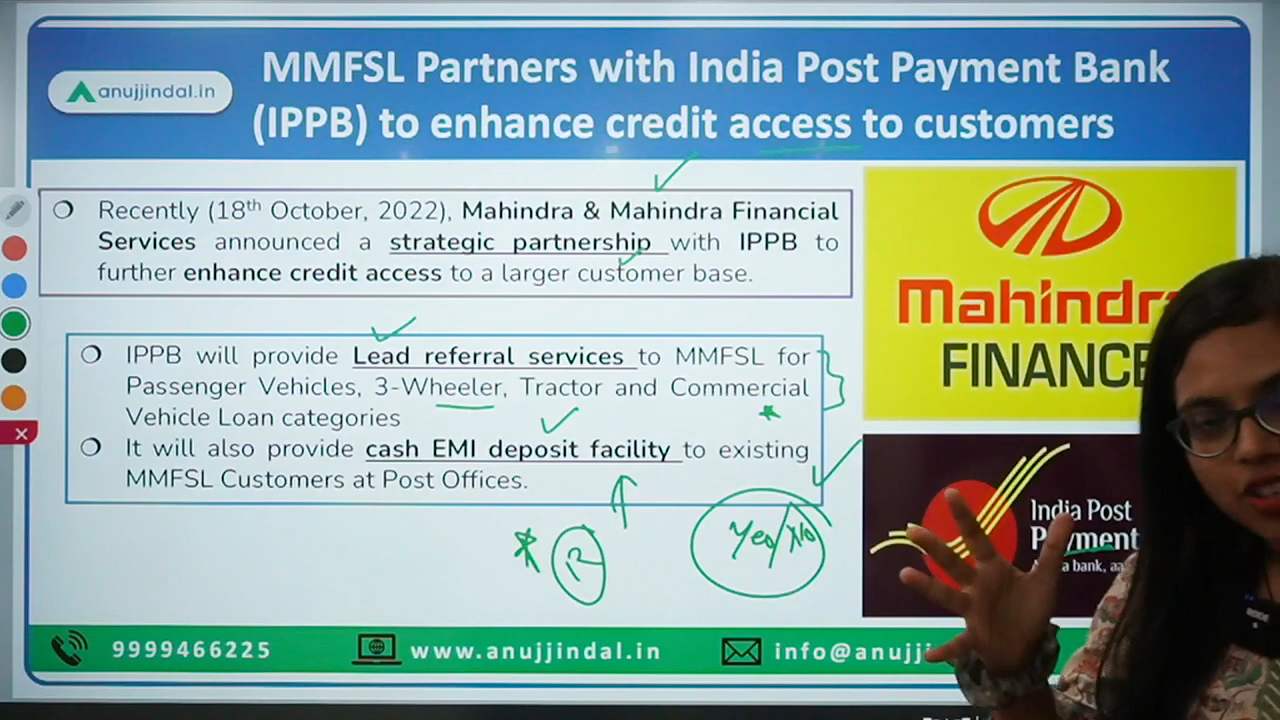 MMFSL Partners with India Post Payment Bank
anujjindal.in
(IPPB) to enhance credit access to customers
Recently (18th October, 2022), Mahindra & Mahindra Financial
Services announced a strategic partnership with IPPB to
further enhance credit access to a larger customer base.
IPPB will provide Lead referral services to MMFSL for
Passenger Vehicles, 3-Wheeler, Tractor and Commercial
Vehicle Loan categories
It will also provide cash EMI deposit facility to existing
MMFSL Customers at Post Offices.
Yes/No
Mahindr
FINANCE
India Post
Payment
9999466225
www.anujjindal.in
info@anujji